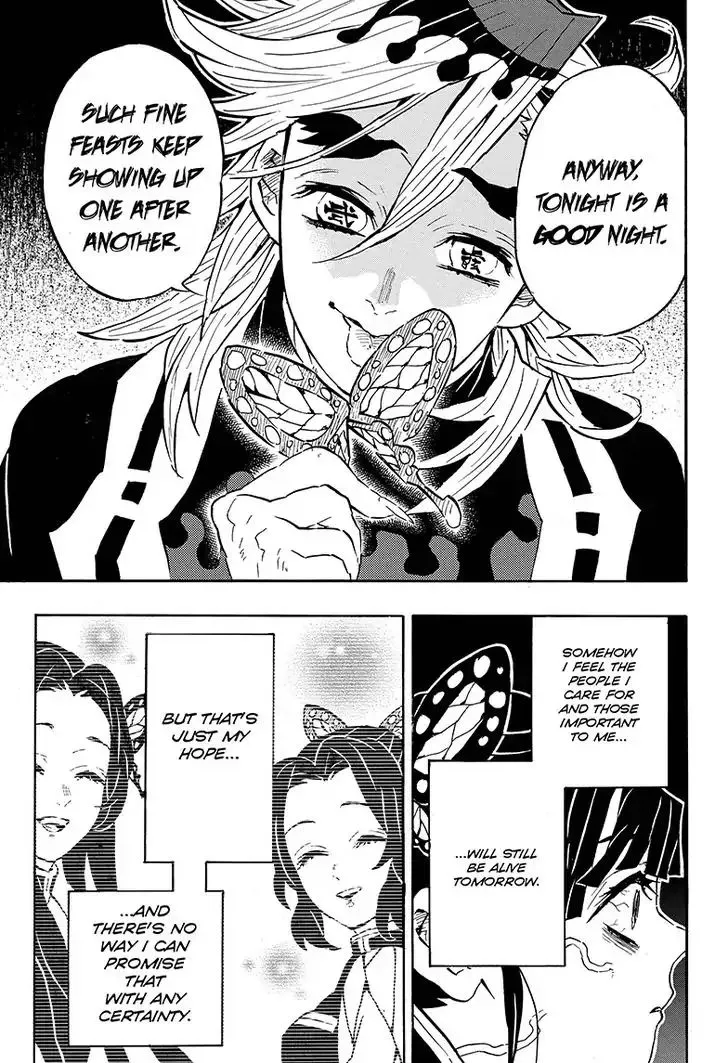 ANYWAY,
TONIGHT IS A
GOOD NIGHT.
SUCH FINE
FEASTS KEEP
SHOWING UP
ONE AFTER
ANOTHER.
SOMEHOW
I FEEL THE
PEOPLE I
CARE FOR
AND THOSE
IMPORTANT
TO ME...
...WILL STILL
BE ALIVE
TOMORROW.
BUT THAT'S
JUST MY
HOPE...
...AND
THERE'S NO
WAY I CAN
PROMISE
THAT
WITH ANY
CERTAINTY.